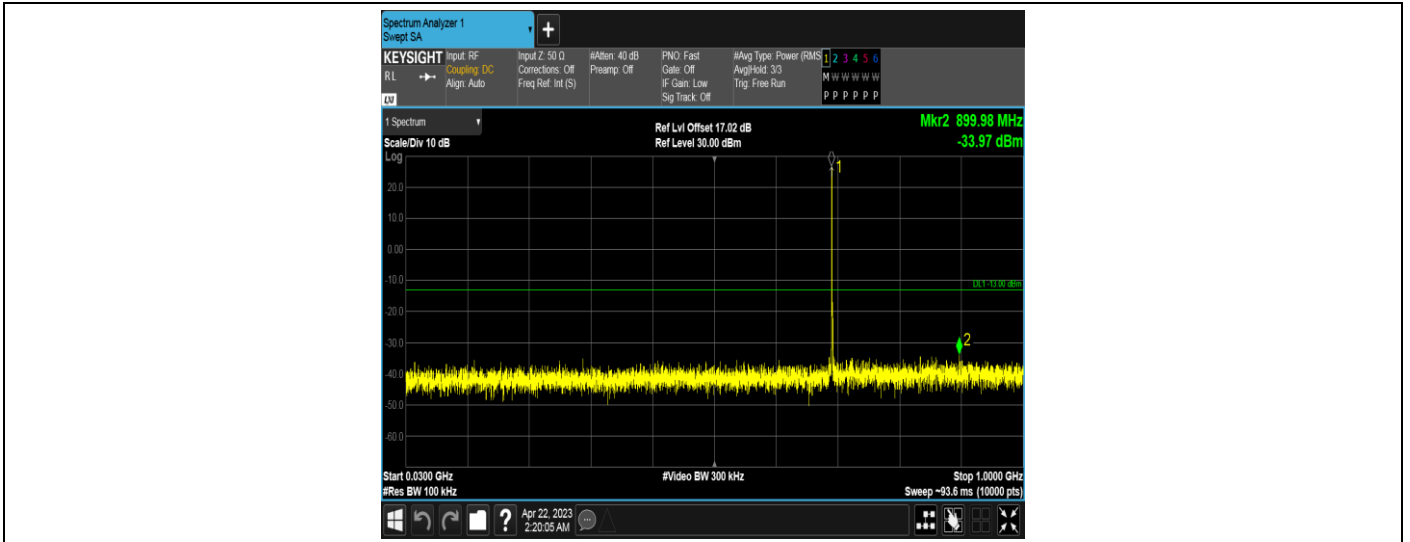 Spectrum Analyzer 1
Swept SA
+
KEYSIGHT Input: RF Input Z: 50 Ω #Atten: 40 dB PNO: Fast #Avg Type: Power (RMS 1 2 3 4 5 6
RL Coupling: DC Corrections: Off Preamp: Off Gate: Off Avg|Hold: 3/3 M W W W W W
Align: Auto Freq Ref: Int (S) IF Gain: Low Trig: Free Run
LXI Sig Track: Off P P P P P P
1 Spectrum Ref Lvl Offset 17.02 dB Mkr2 899.98 MHz
Scale/Div 10 dB Ref Level 30.00 dBm -33.97 dBm
Log
1
20.0
10.0
0.00
-10.0
DL1 -13.00 dBm
-20.0
-30.0
2
-40.0
-50.0
-60.0
Start 0.0300 GHz #Video BW 300 kHz Stop 1.0000 GHz
#Res BW 100 kHz Sweep ~93.6 ms (10000 pts)
? Apr 22, 2023
2:20:05 AM